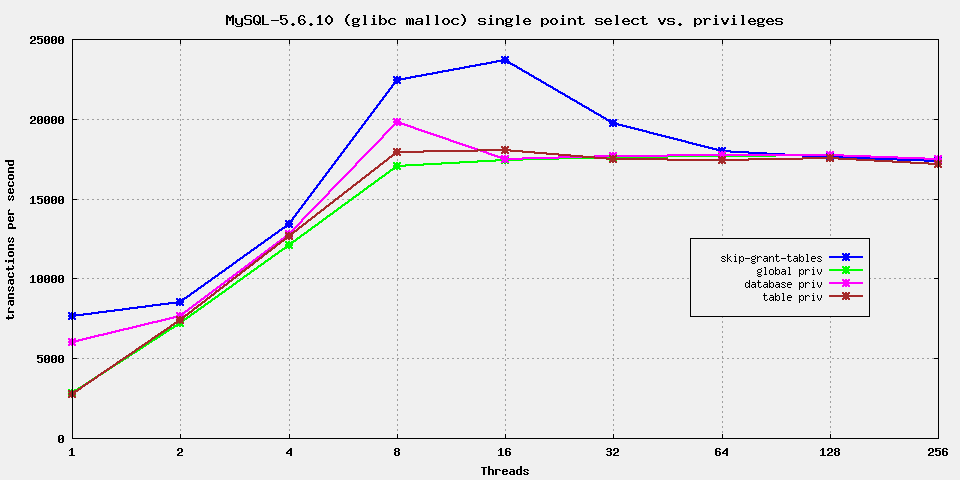 MySQL-5.6.10 (glibc malloc) single point select vs. privileges
25000
20000
15000
10000
5000
0
transactions per second
skip-grant-tables
global priv
database priv
table priv
1 2 4 8 16 32 64 128 256
Threads